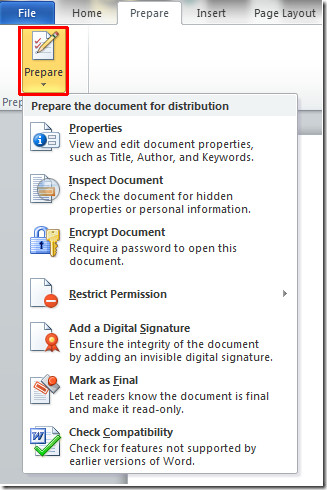 File Home Prepare Insert Page Layout
Prepare
Prep
Prepare the document for distribution
Properties
View and edit document properties,
such as Title, Author, and Keywords.
Inspect Document
Check the document for hidden
properties or personal information.
Encrypt Document
Require a password to open this
document.
Restrict Permission
Add a Digital Signature
Ensure the integrity of the document
by adding an invisible digital signature.
Mark as Final
Let readers know the document is final
and make it read-only.
Check Compatibility
Check for features not supported by
earlier versions of Word.